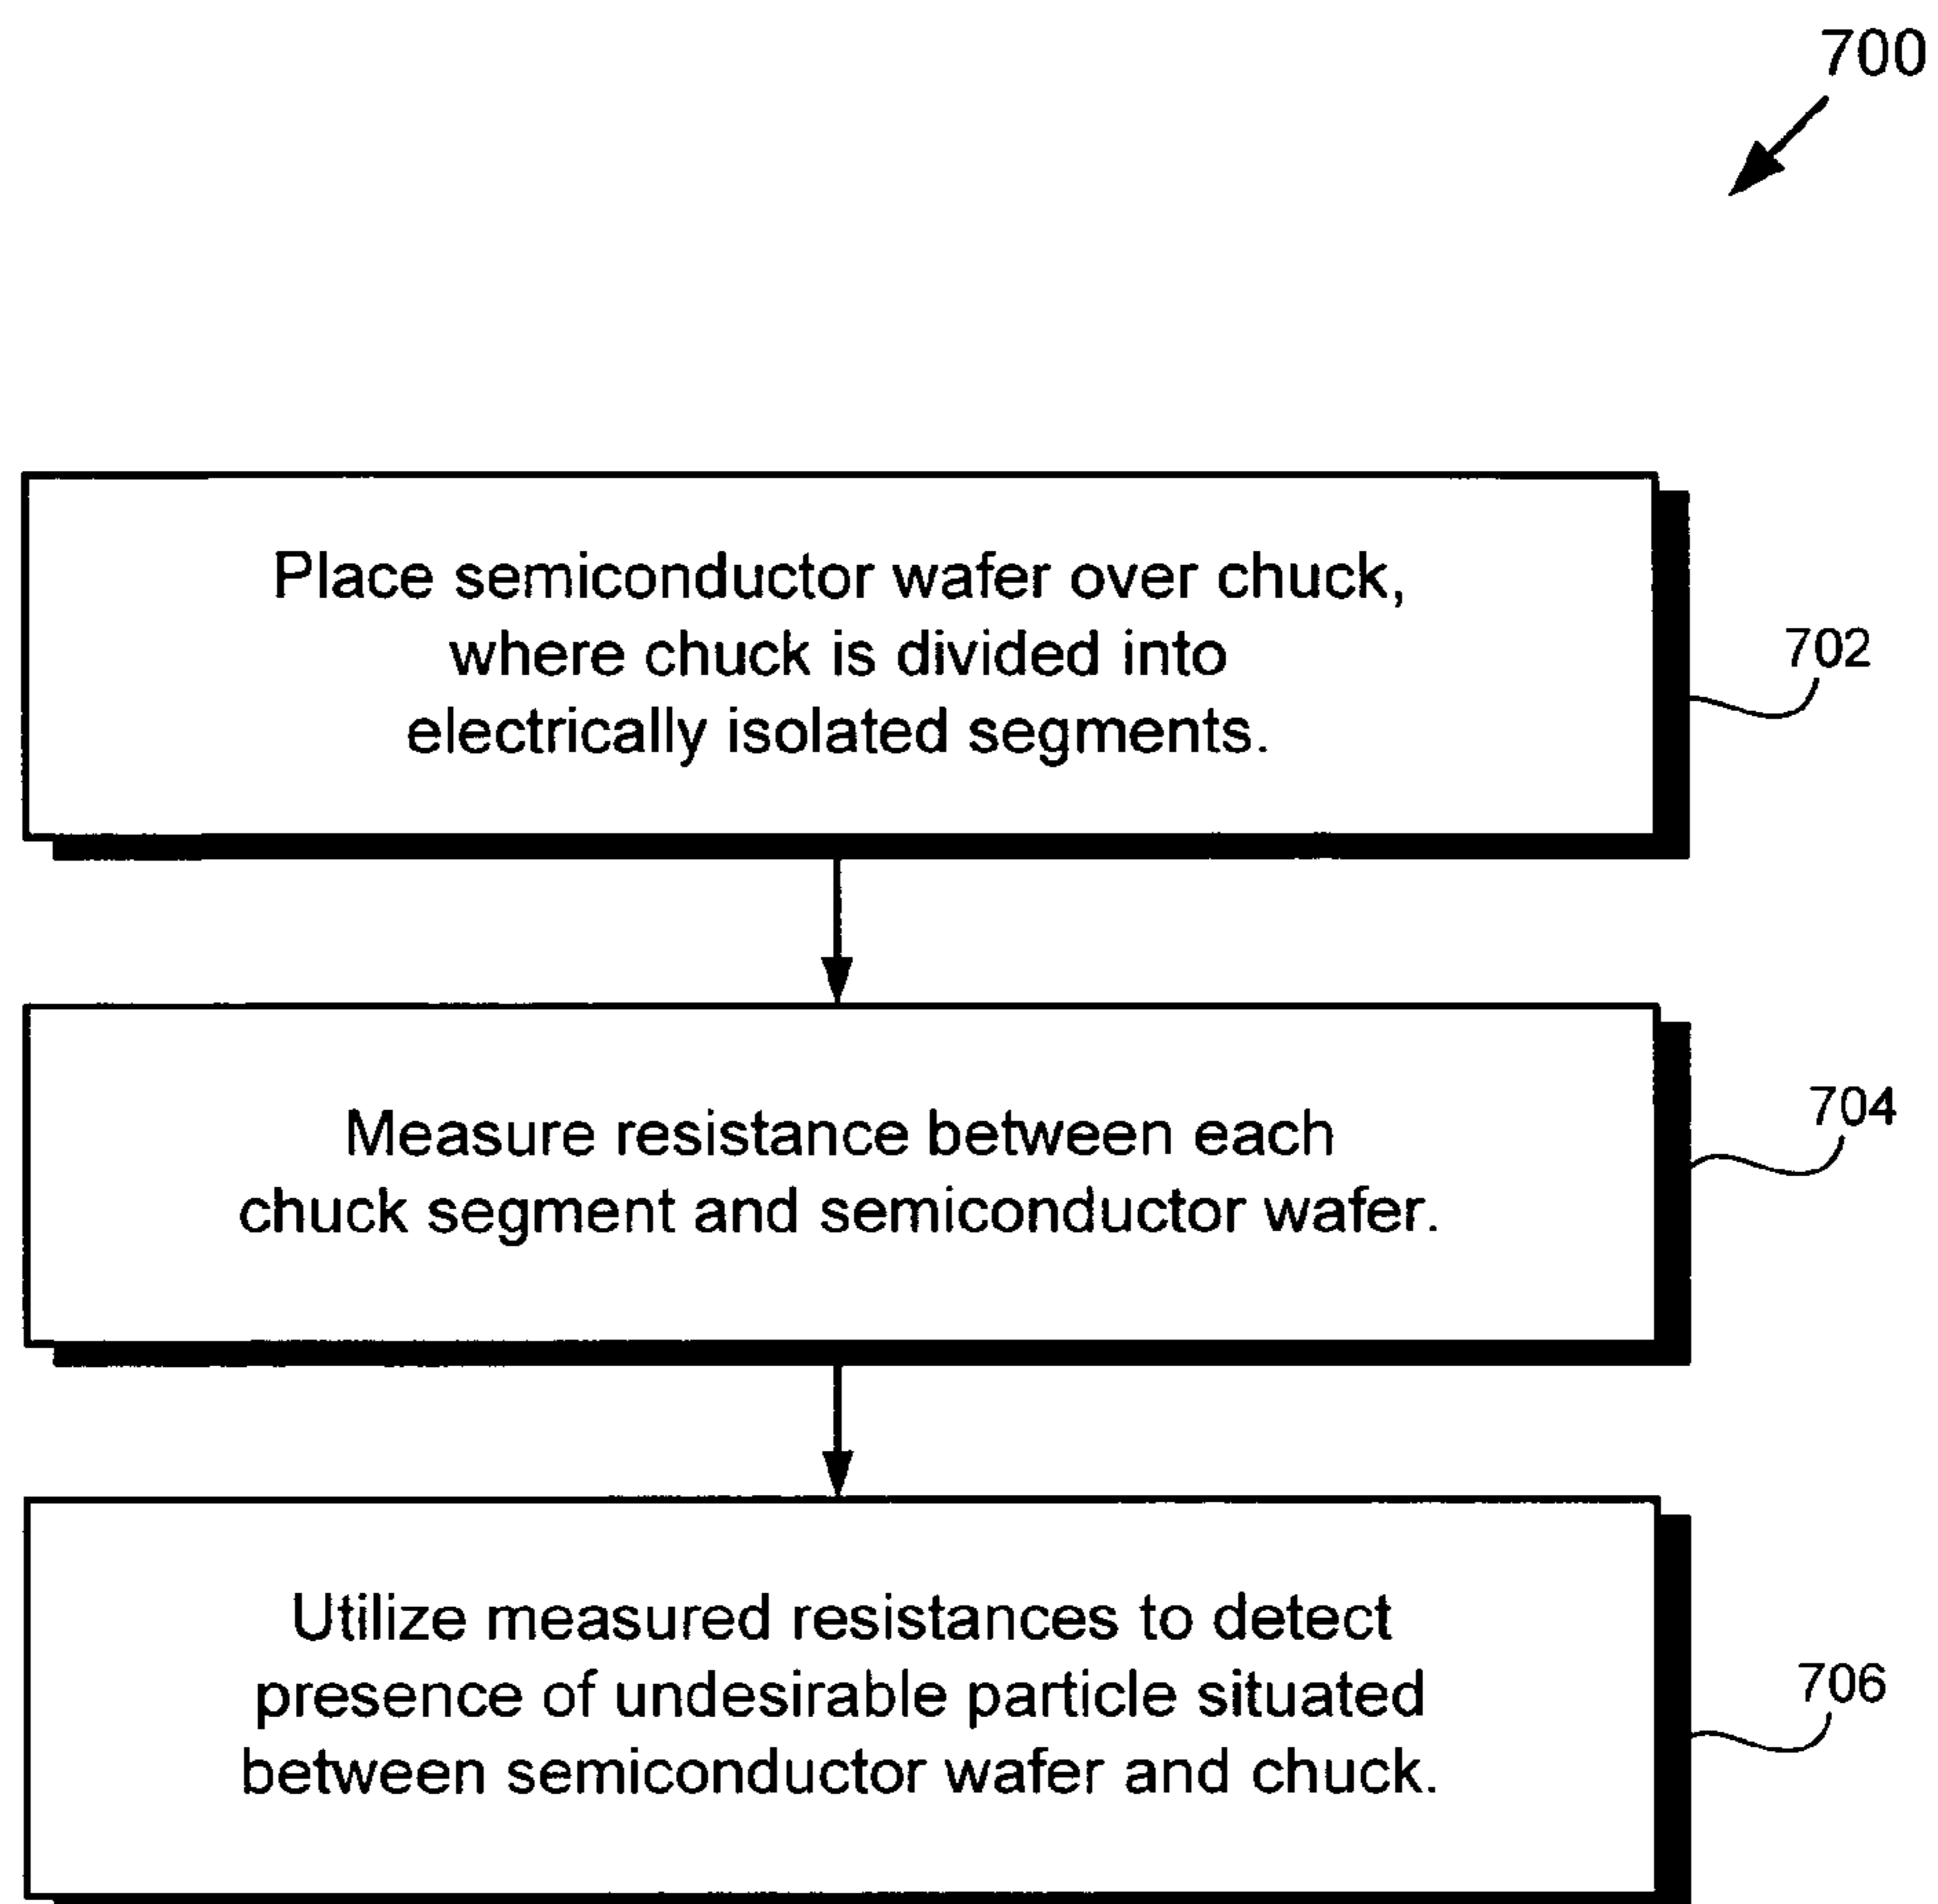 700
Place semiconductor wafer over chuck,
where chuck is divided into
electrically isolated segments.
702
Measure resistance between each
chuck segment and semiconductor wafer.
704
Utilize measured resistances to detect
presence of undesirable particle situated
between semiconductor wafer and chuck.
706